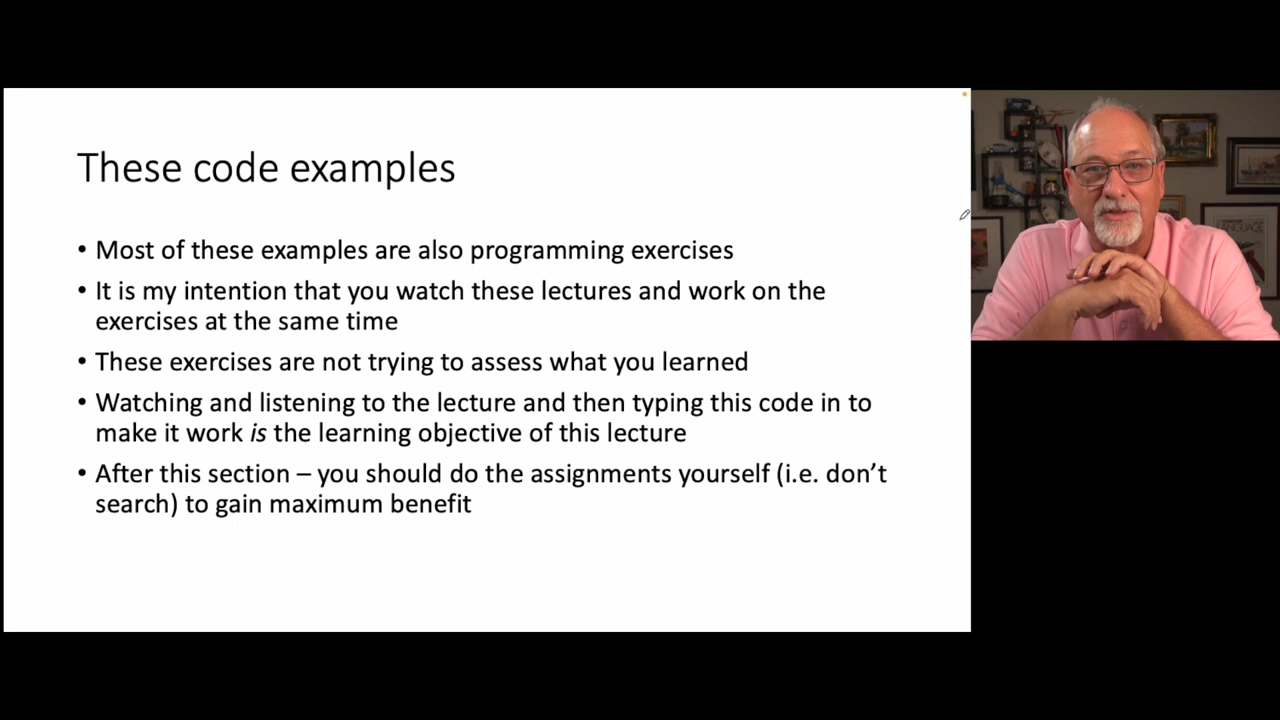 These code examples
• Most of these examples are also programming exercises
• It is my intention that you watch these lectures and work on the
exercises at the same time
• These exercises are not trying to assess what you learned
• Watching and listening to the lecture and then typing this code in to
make it work is the learning objective of this lecture
• After this section – you should do the assignments yourself (i.e. don’t
search) to gain maximum benefit
LANGUAGE